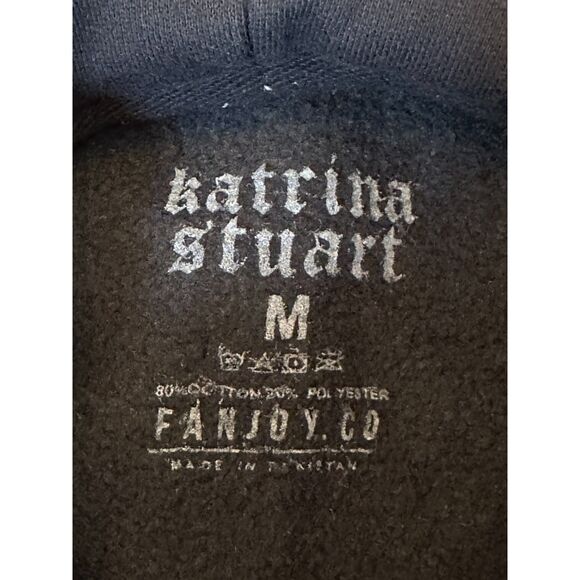 katrina
stuart
M
80% COTTON 20% POLYESTER
FANJOY.CO
MADE IN PAKISTAN